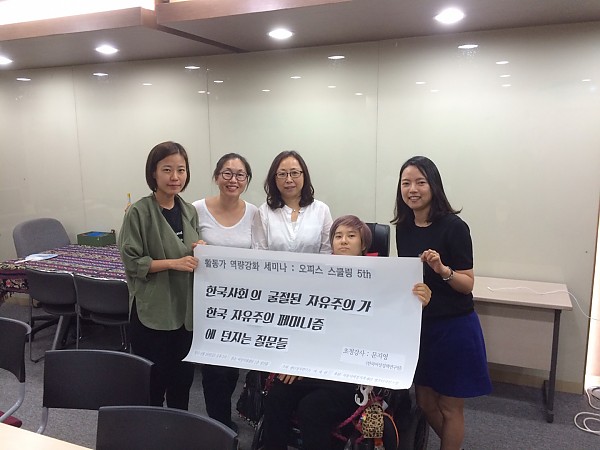 활동가 역량강화 세미나 : 오피스 스쿨링 5th
한국사회의 굴절된 자유주의가
한국 자유주의 페미니즘
에 던지는 질문들
초청강사 : 문지영